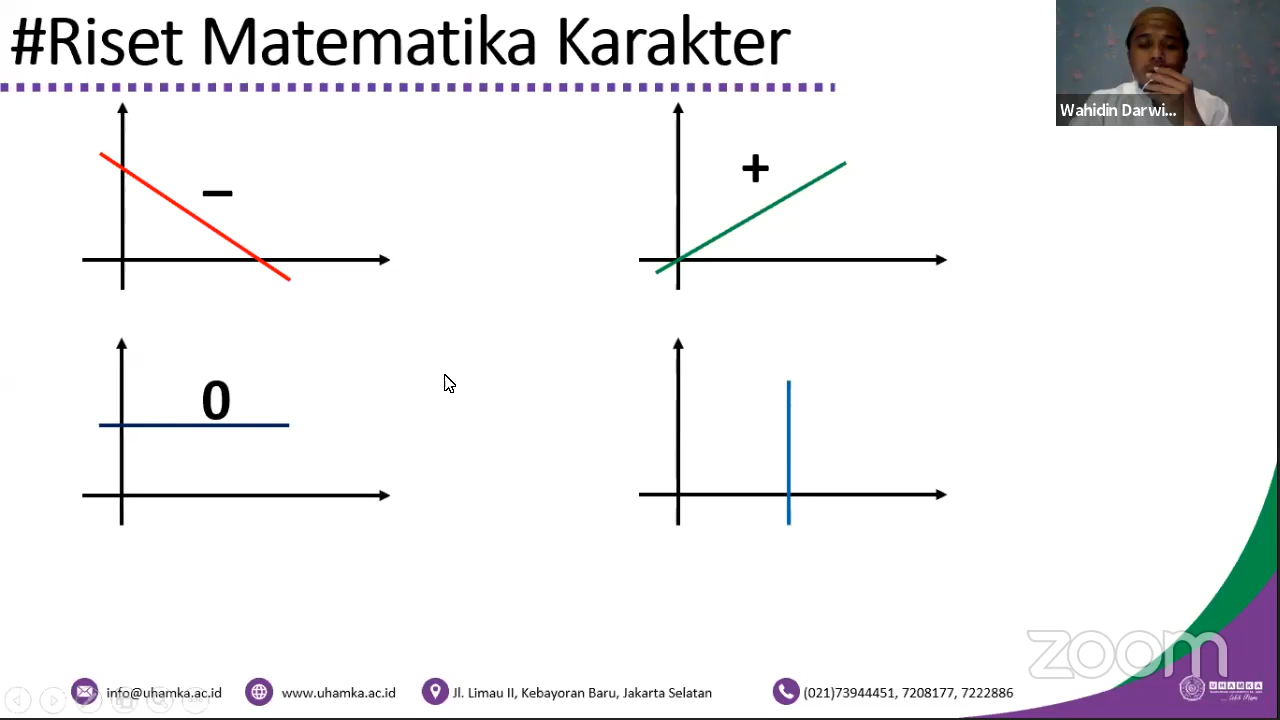 #Riset Matematika Karakter
Wahidin Darwi...
−
+
0
info@uhamka.ac.id
www.uhamka.ac.id
Jl. Limau II, Kebayoran Baru, Jakarta Selatan
(021)73944451, 7208177, 7222886
zoom
UHAMKA